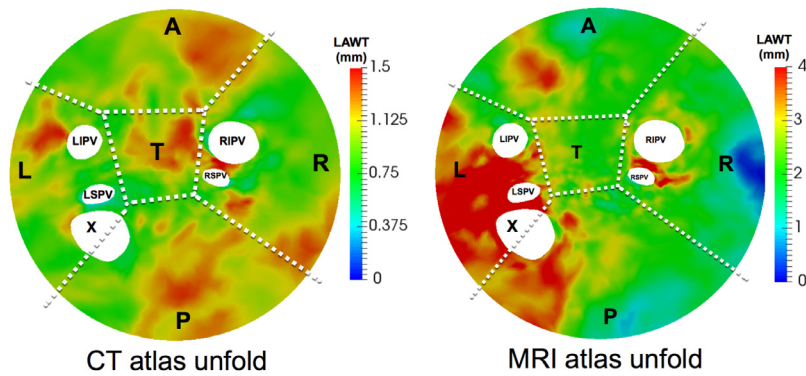 A
LAWT
(mm)
1.5
1.125
0.75
0.375
0
LIPV
T
RIPV
L
R
RSPV
LSPV
X
P
CT atlas unfold
A
LAWT
(mm)
4
3
2
1
0
LIPV
T
RIPV
L
R
RSPV
LSPV
X
P
MRI atlas unfold